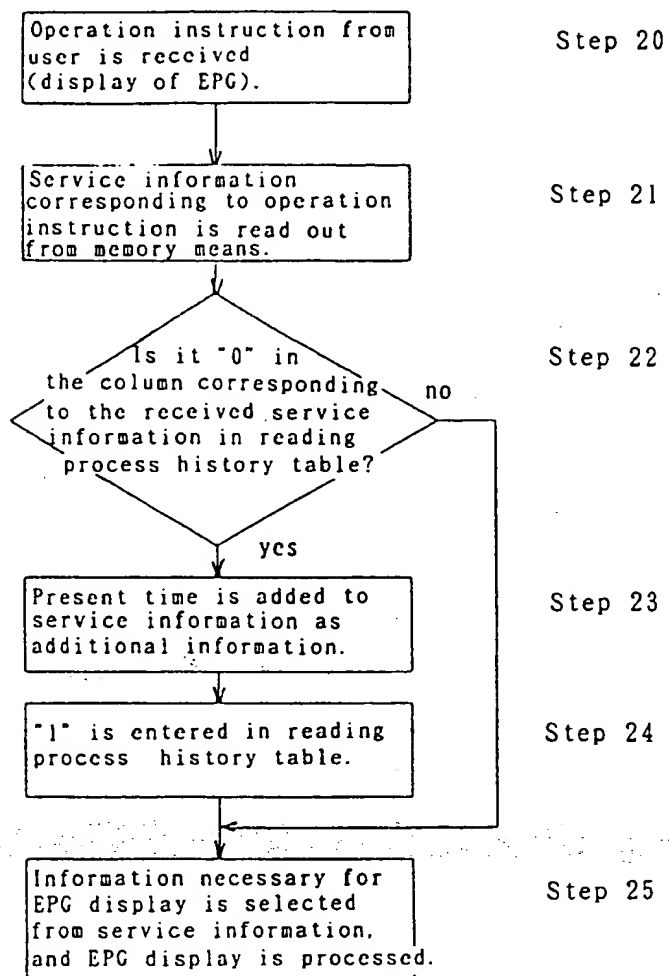 Operation instruction from
user is received
(display of EPG).
Step 20
Service information
corresponding to operation
instruction is read out
from memory means.
Step 21
Is it "0" in
the column corresponding
to the received service
information in reading
process history table?
Step 22
no
yes
Present time is added to
service information as
additional information.
Step 23
"1" is entered in reading
process history table.
Step 24
Information necessary for
EPG display is selected
from service information,
and EPG display is processed.
Step 25